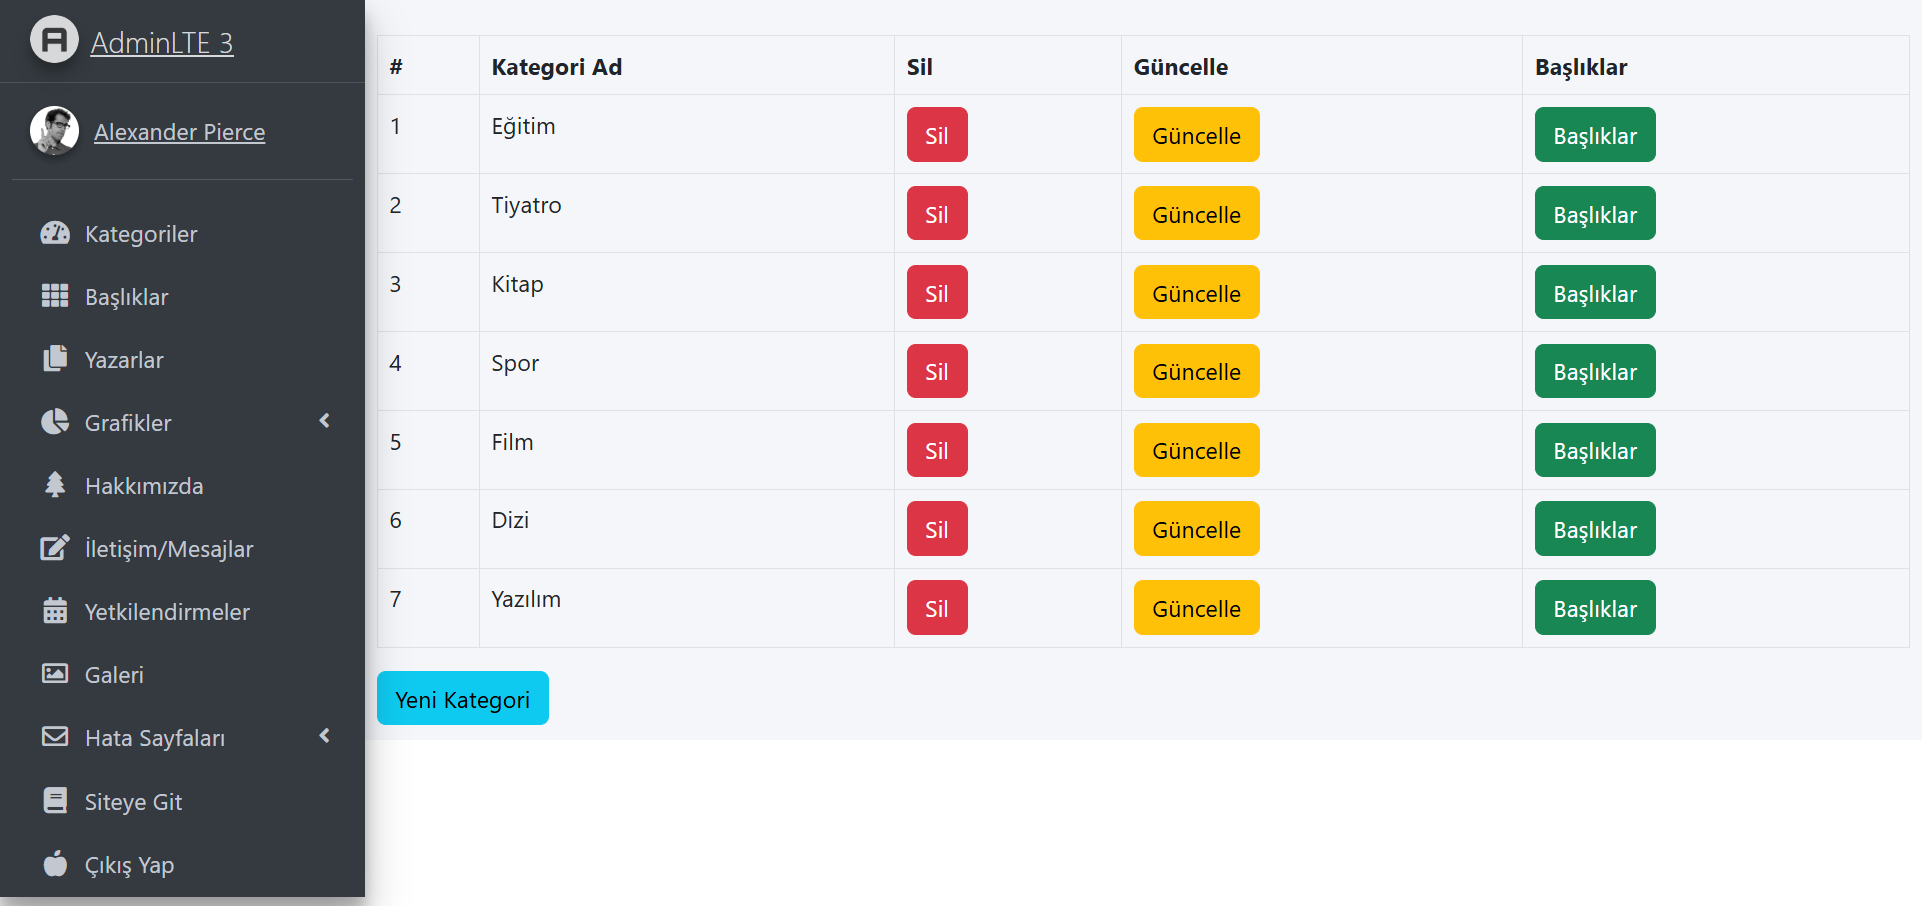 AdminLTE 3
Alexander Pierce
Kategoriler
Başlıklar
Yazarlar
Grafikler
Hakkımızda
İletişim/Mesajlar
Yetkilendirmeler
Galeri
Hata Sayfaları
Siteye Git
Çıkış Yap
# Kategori Ad Sil Güncelle Başlıklar
1 Eğitim Sil Güncelle Başlıklar
2 Tiyatro Sil Güncelle Başlıklar
3 Kitap Sil Güncelle Başlıklar
4 Spor Sil Güncelle Başlıklar
5 Film Sil Güncelle Başlıklar
6 Dizi Sil Güncelle Başlıklar
7 Yazılım Sil Güncelle Başlıklar
Yeni Kategori